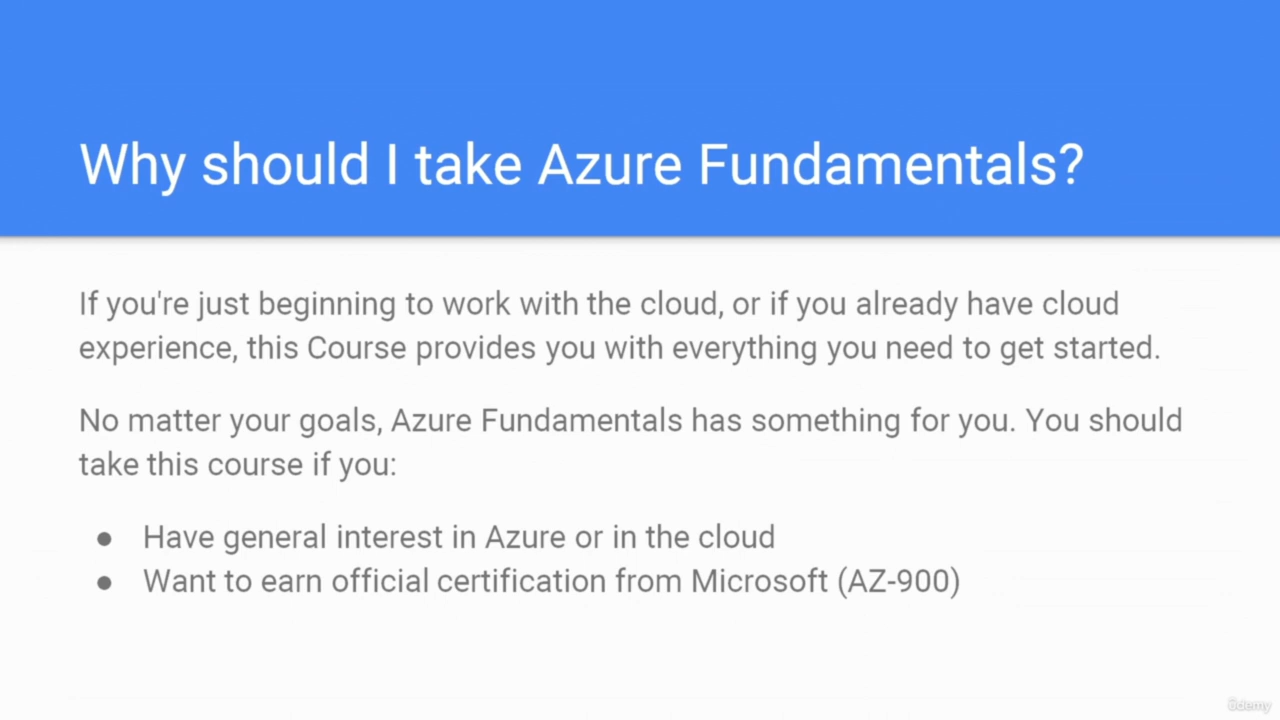 Why should I take Azure Fundamentals?
If you're just beginning to work with the cloud, or if you already have cloud
experience, this Course provides you with everything you need to get started.
No matter your goals, Azure Fundamentals has something for you. You should
take this course if you:
● Have general interest in Azure or in the cloud
● Want to earn official certification from Microsoft (AZ-900)
ûdemy